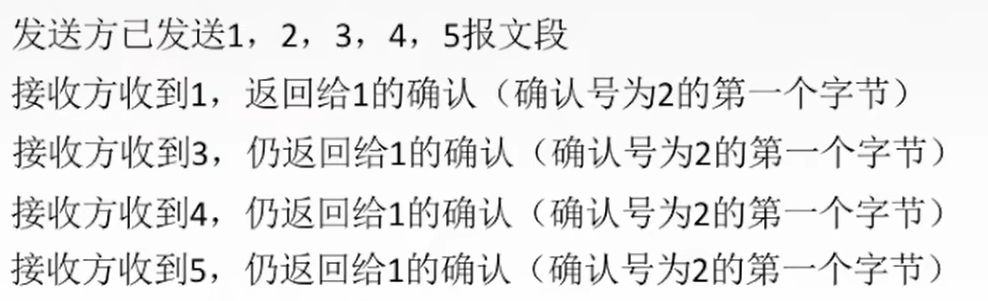 发送方已发送1，2，3，4，5报文段
接收方收到1，返回给1的确认（确认号为2的第一个字节）
接收方收到3，仍返回给1的确认（确认号为2的第一个字节）
接收方收到4，仍返回给1的确认（确认号为2的第一个字节）
接收方收到5，仍返回给1的确认（确认号为2的第一个字节）